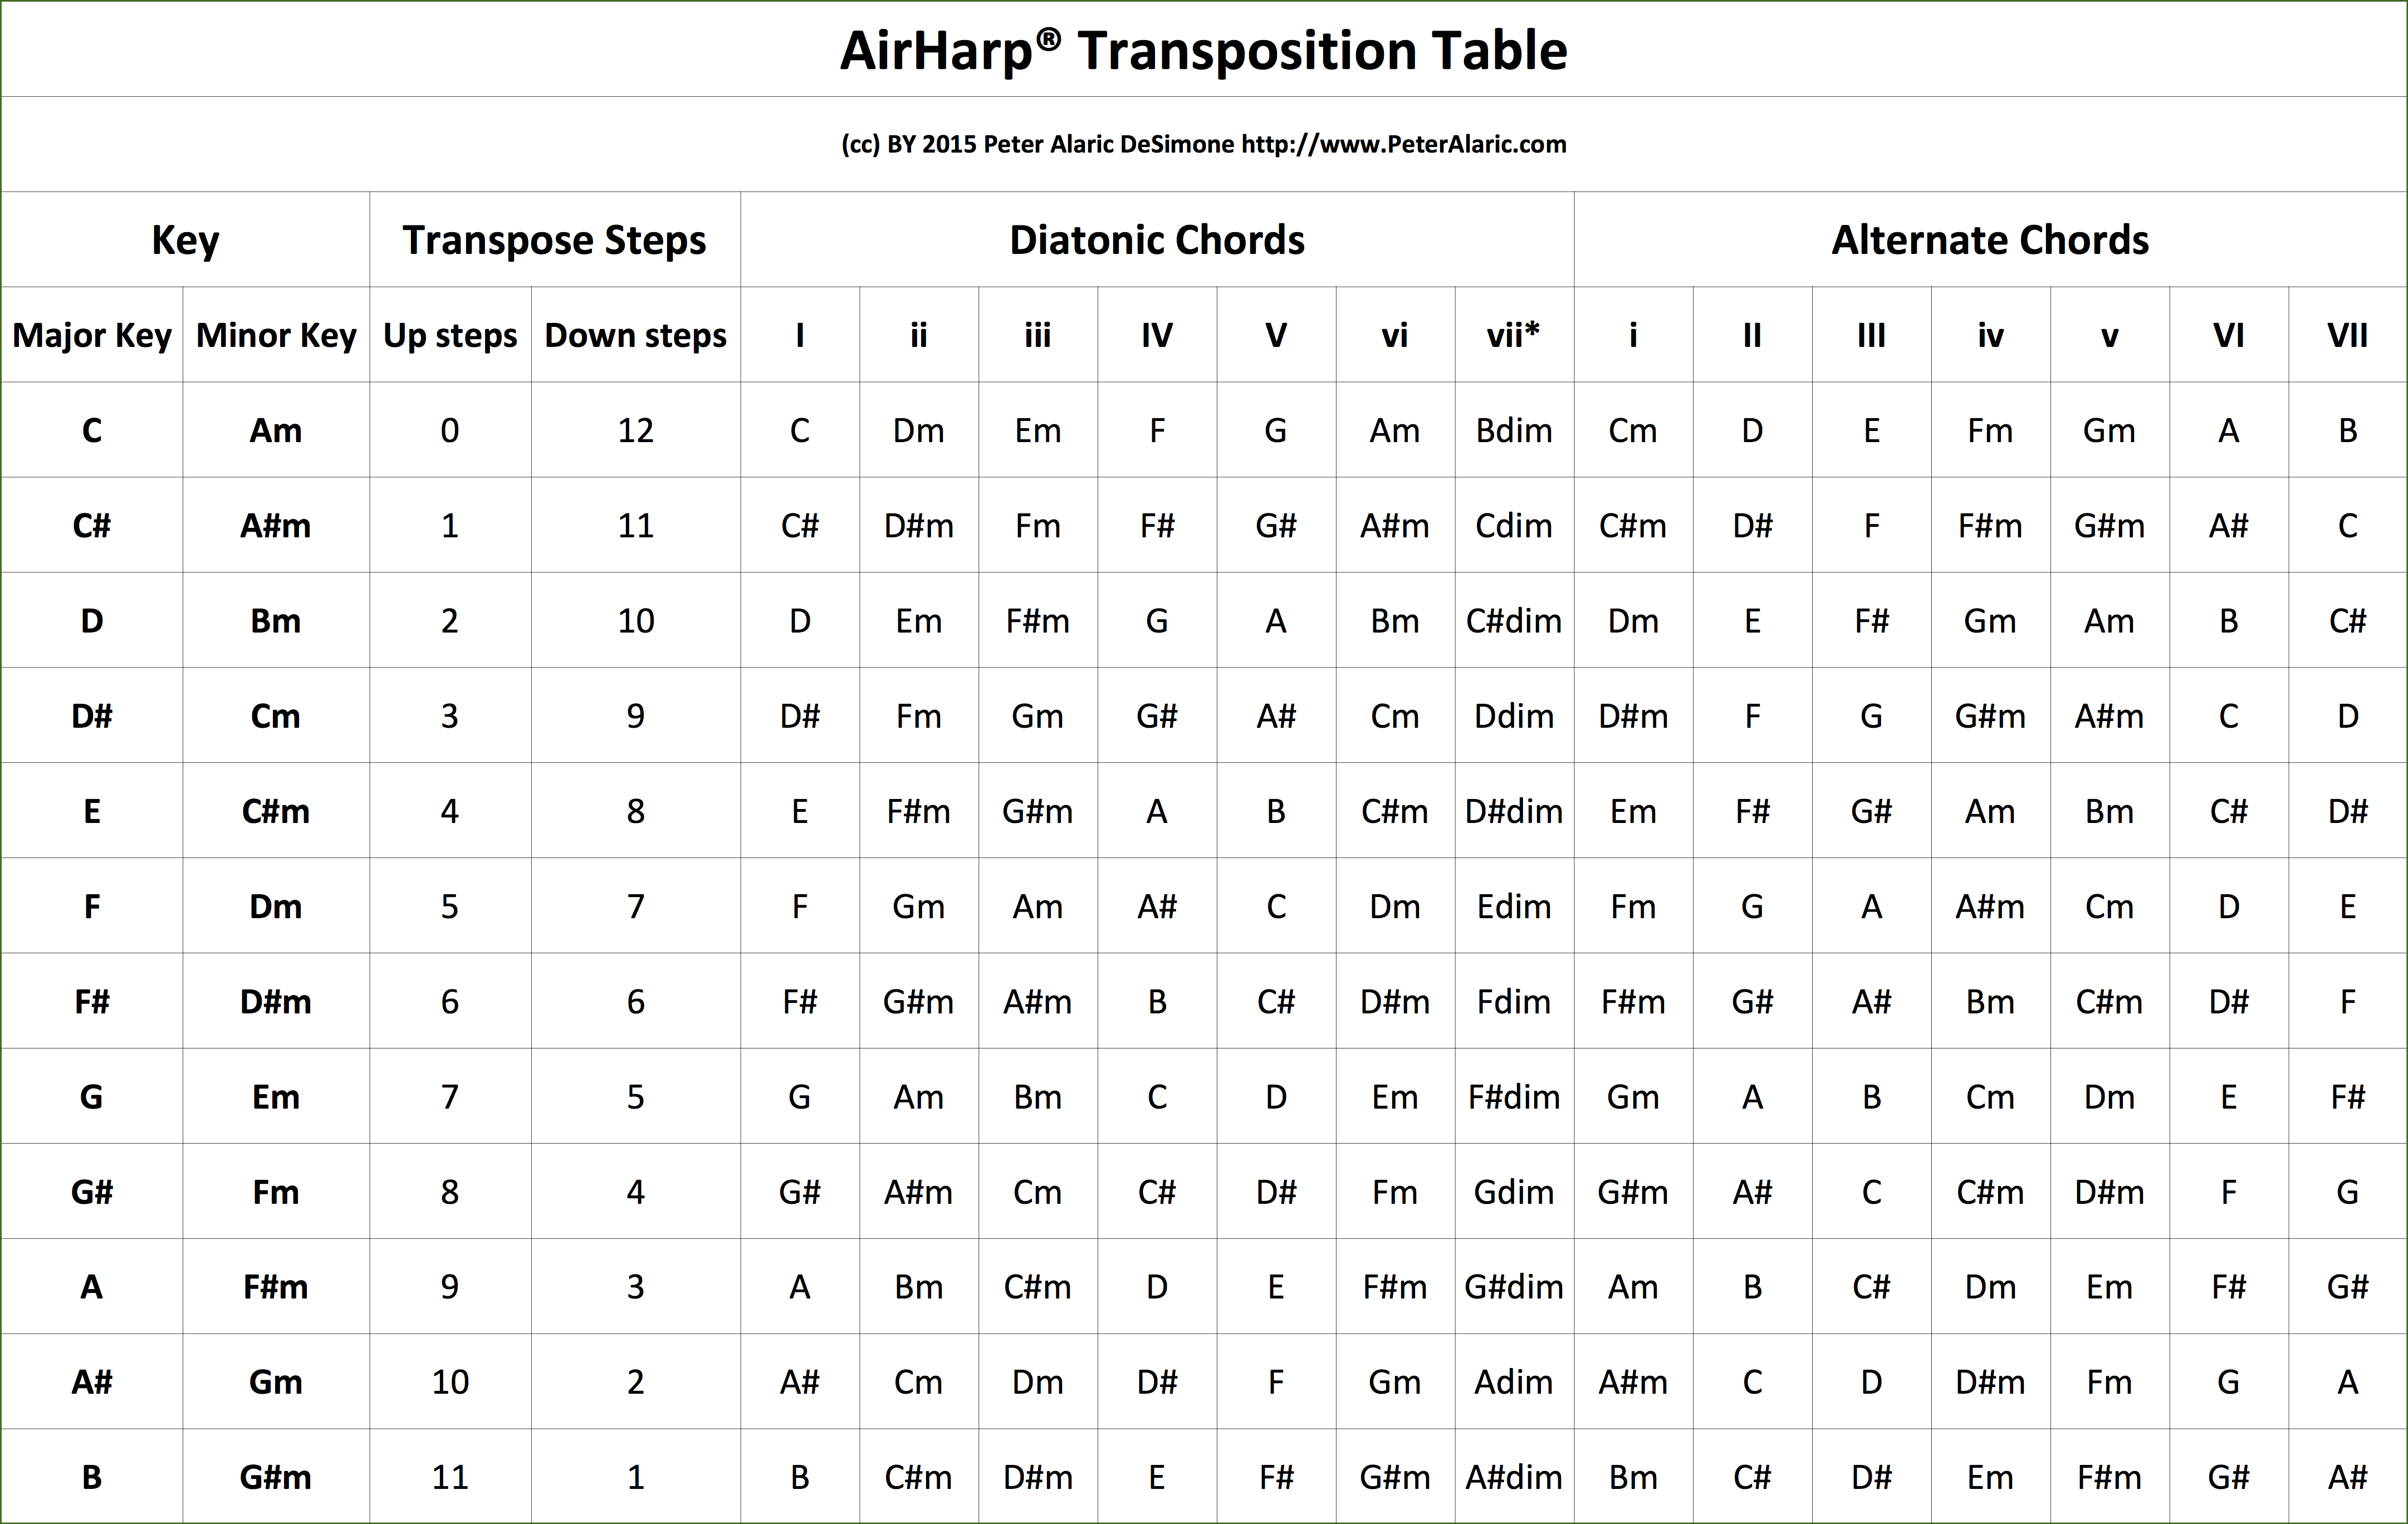 AirHarp® Transposition Table
(cc) BY 2015 Peter Alaric DeSimone http://www.PeterAlaric.com
Key Transpose Steps Diatonic Chords Alternate Chords
Major Key Minor Key Up steps Down steps I ii iii IV V vi vii* i II III iv v VI VII
C Am 0 12 C Dm Em F G Am Bdim Cm D E Fm Gm A B
C# A#m 1 11 C# D#m Fm F# G# A#m Cdim C#m D# F F#m G#m A# C
D Bm 2 10 D Em F#m G A Bm C#dim Dm E F# Gm Am B C#
D# Cm 3 9 D# Fm Gm G# A# Cm Ddim D#m F G G#m A#m C D
E C#m 4 8 E F#m G#m A B C#m D#dim Em F# G# Am Bm C# D#
F Dm 5 7 F Gm Am A# C Dm Edim Fm G A A#m Cm D E
F# D#m 6 6 F# G#m A#m B C# D#m Fdim F#m G# A# Bm C#m D# F
G Em 7 5 G Am Bm C D Em F#dim Gm A B Cm Dm E F#
G# Fm 8 4 G# A#m Cm C# D# Fm Gdim G#m A# C C#m D#m F G
A F#m 9 3 A Bm C#m D E F#m G#dim Am B C# Dm Em F# G#
A# Gm 10 2 A# Cm Dm D# F Gm Adim A#m C D D#m Fm G A
B G#m 11 1 B C#m D#m E F# G#m A#dim Bm C# D# Em F#m G# A#